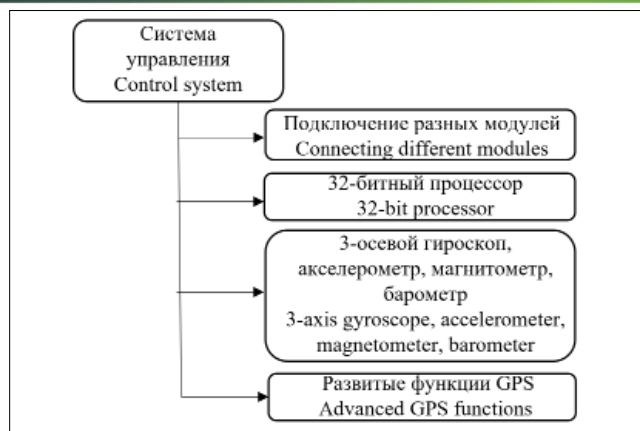 Система
управления
Control system
Подключение разных модулей
Connecting different modules
32-битный процессор
32-bit processor
3-осевой гироскоп,
акселерометр, магнитометр,
барометр
3-axis gyroscope, accelerometer,
magnetometer, barometer
Развитые функции GPS
Advanced GPS functions